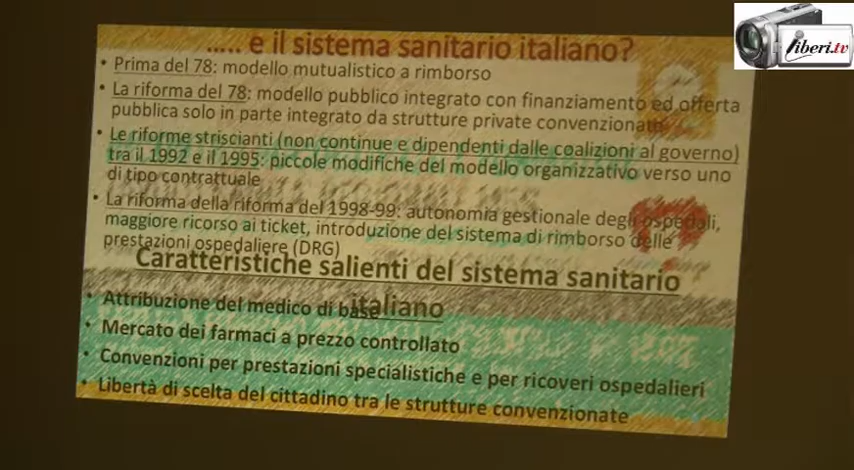 liberi.tv
..... e il sistema sanitario italiano?
• Prima del 78: modello mutualistico a rimborso
• La riforma del 78: modello pubblico integrato con finanziamento ed offerta
pubblica solo in parte integrato da strutture private convenzionate
• Le riforme striscianti (non continue e dipendenti dalle coalizioni al governo)
tra il 1992 e il 1995: piccole modifiche del modello organizzativo verso uno
di tipo contrattuale
• La riforma della riforma del 1998-99: autonomia gestionale degli ospedali,
maggiore ricorso ai ticket, introduzione del sistema di rimborso delle
prestazioni ospedaliere (DRG)
Caratteristiche salienti del sistema sanitario
italiano
• Attribuzione del medico di base
• Mercato dei farmaci a prezzo controllato
• Convenzioni per prestazioni specialistiche e per ricoveri ospedalieri
• Libertà di scelta del cittadino tra le strutture convenzionate